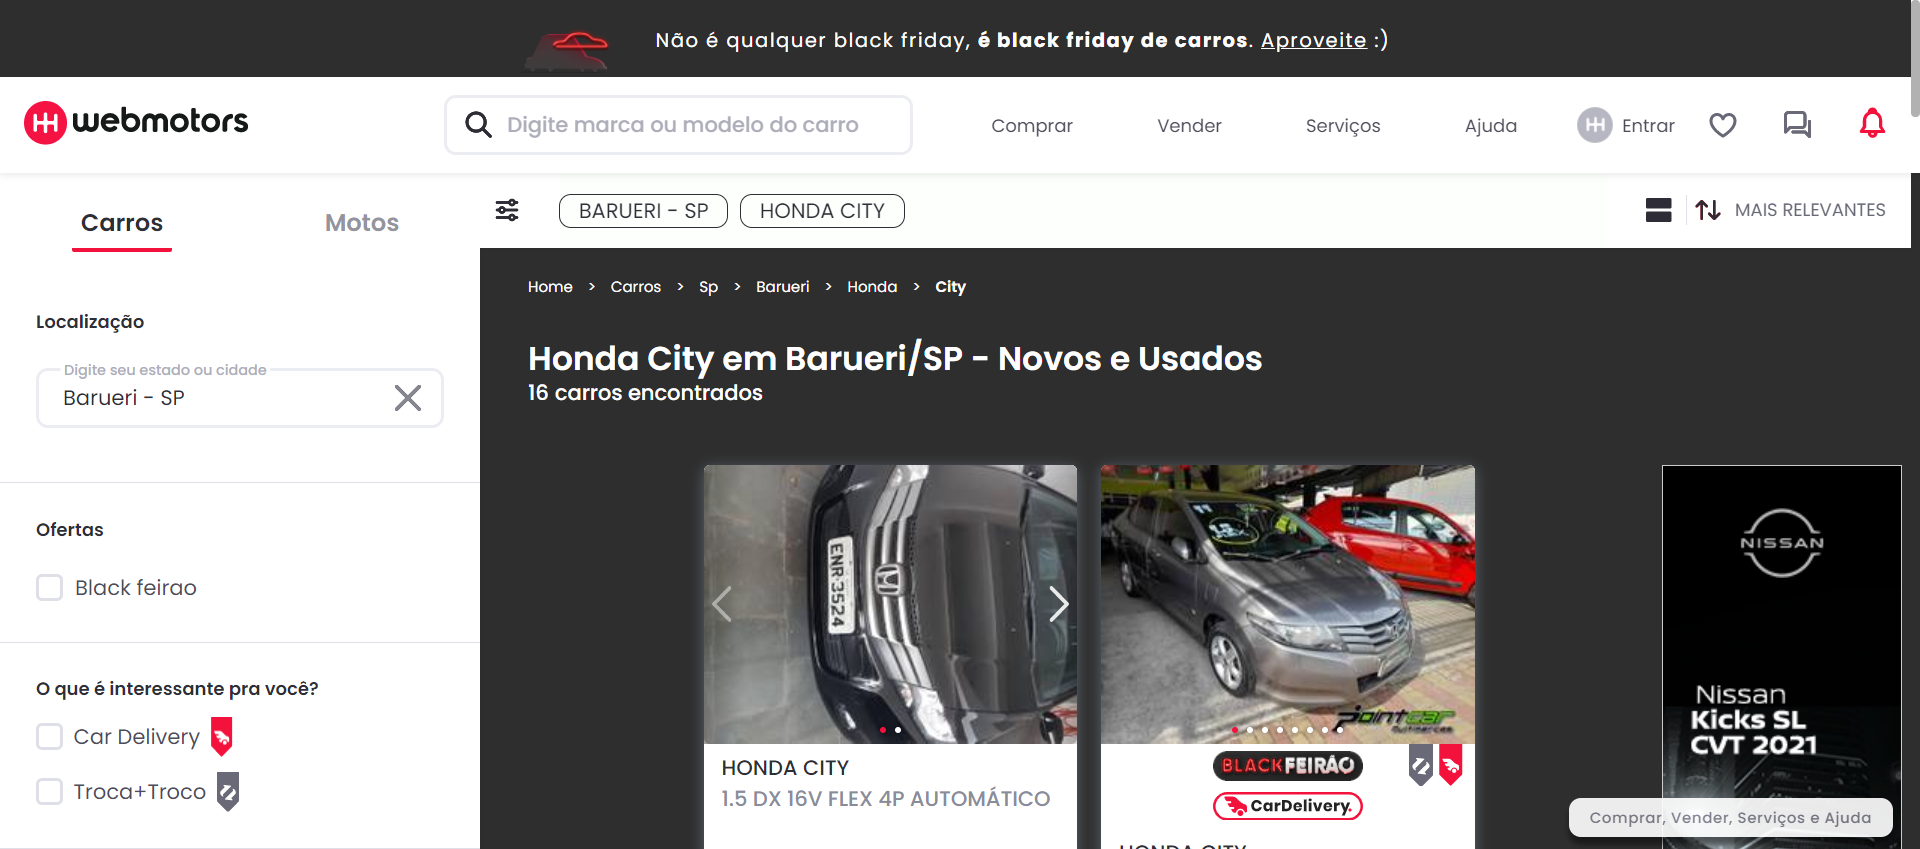 Não é qualquer black friday, é black friday de carros. Aproveite :)
webmotors
Digite marca ou modelo do carro
Comprar
Vender
Serviços
Ajuda
Entrar
Carros
Motos
BARUERI - SP
HONDA CITY
MAIS RELEVANTES
Home > Carros > Sp > Barueri > Honda > City
Localização
Digite seu estado ou cidade
Barueri - SP
Honda City em Barueri/SP - Novos e Usados
16 carros encontrados
Ofertas
Black feirao
O que é interessante pra você?
Car Delivery
Troca+Troco
ENR 3524
HONDA CITY
1.5 DX 16V FLEX 4P AUTOMÁTICO
pointcar
BLACKFEIRÃO
CarDelivery.
HONDA CITY
NISSAN
Nissan
Kicks SL
CVT 2021
Comprar, Vender, Serviços e Ajuda